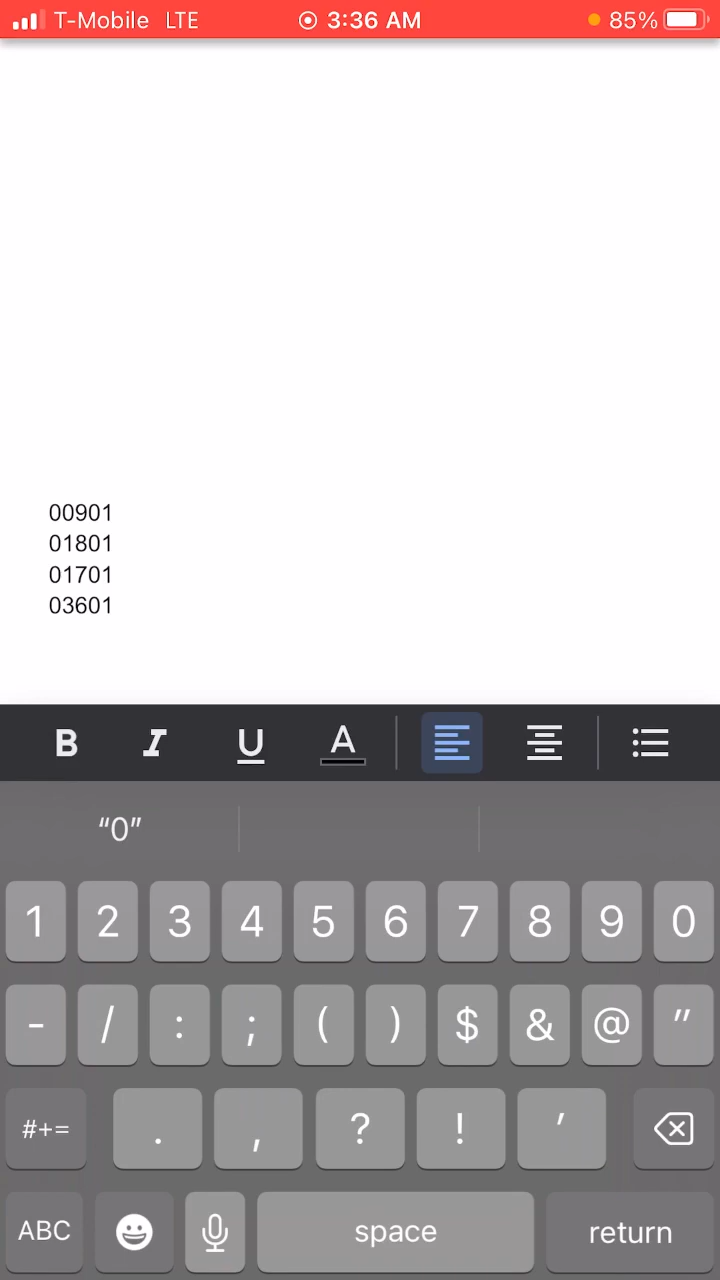 T-Mobile LTE 3:36 AM 85%
00901
01801
01701
03601
B I U A
“0”
1 2 3 4 5 6 7 8 9 0
- / : ; ( ) $ & @ "
#+= . , ? ! '
ABC space return